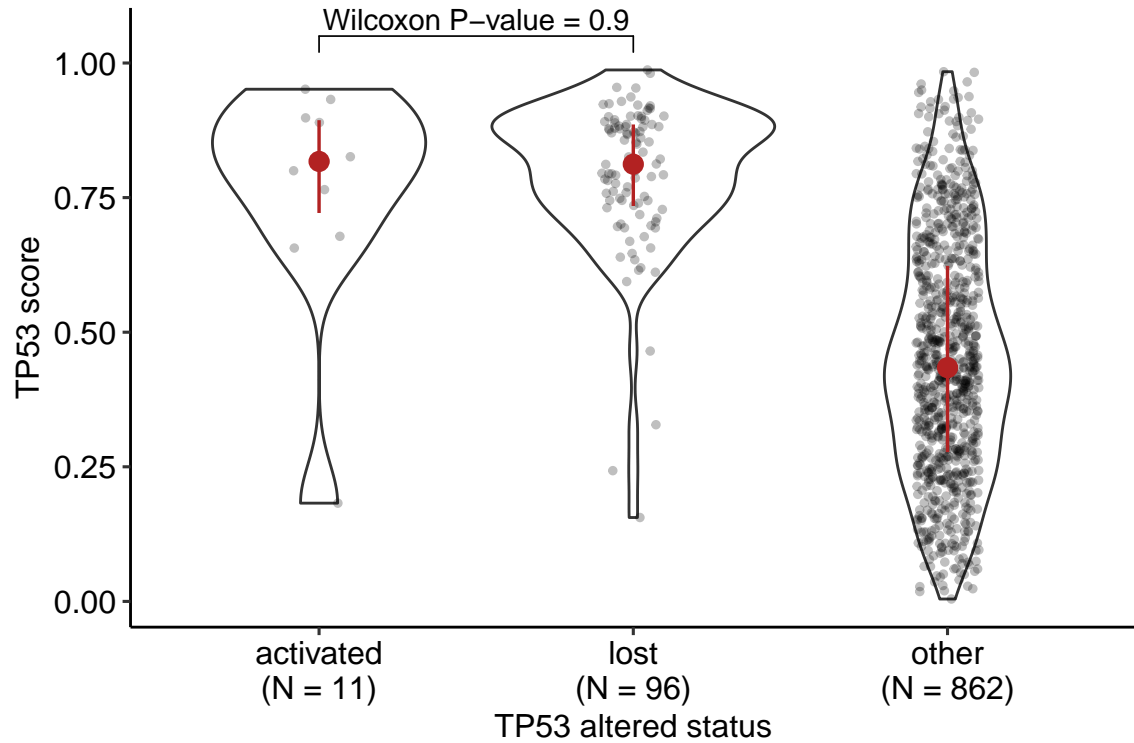 Wilcoxon P−value = 0.9
1.00
0.75
0.50
0.25
0.00
TP53 score
activated
(N = 11)
lost
(N = 96)
other
(N = 862)
TP53 altered status